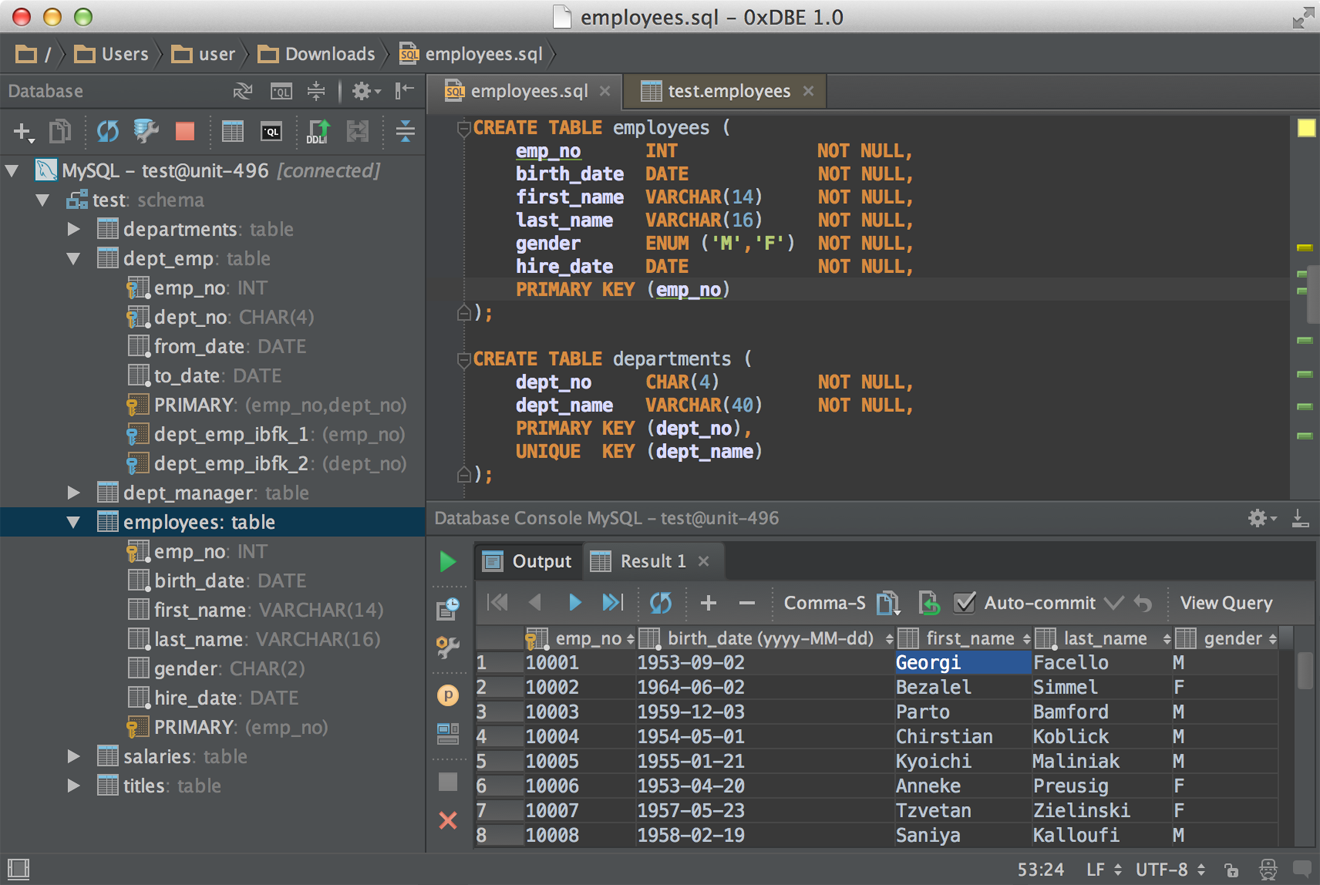 employees.sql – 0xDBE 1.0
/ Users user Downloads employees.sql
Database
employees.sql test.employees
QL DDL
MySQL – test@unit-496 [connected]
test: schema
departments: table
dept_emp: table
emp_no: INT
dept_no: CHAR(4)
from_date: DATE
to_date: DATE
PRIMARY: (emp_no,dept_no)
dept_emp_ibfk_1: (emp_no)
dept_emp_ibfk_2: (dept_no)
dept_manager: table
employees: table
emp_no: INT
birth_date: DATE
first_name: VARCHAR(14)
last_name: VARCHAR(16)
gender: CHAR(2)
hire_date: DATE
PRIMARY: (emp_no)
salaries: table
titles: table
CREATE TABLE employees (
emp_no INT NOT NULL,
birth_date DATE NOT NULL,
first_name VARCHAR(14) NOT NULL,
last_name VARCHAR(16) NOT NULL,
gender ENUM ('M','F') NOT NULL,
hire_date DATE NOT NULL,
PRIMARY KEY (emp_no)
);
CREATE TABLE departments (
dept_no CHAR(4) NOT NULL,
dept_name VARCHAR(40) NOT NULL,
PRIMARY KEY (dept_no),
UNIQUE KEY (dept_name)
);
Database Console MySQL – test@unit-496
Output Result 1
Comma-S Auto-commit View Query
emp_no birth_date (yyyy-MM-dd) first_name last_name gender
1 10001 1953-09-02 Georgi Facello M
2 10002 1964-06-02 Bezalel Simmel F
3 10003 1959-12-03 Parto Bamford M
4 10004 1954-05-01 Chirstian Koblick M
5 10005 1955-01-21 Kyoichi Maliniak M
6 10006 1953-04-20 Anneke Preusig F
7 10007 1957-05-23 Tzvetan Zielinski F
8 10008 1958-02-19 Saniya Kalloufi M
53:24 LF UTF-8